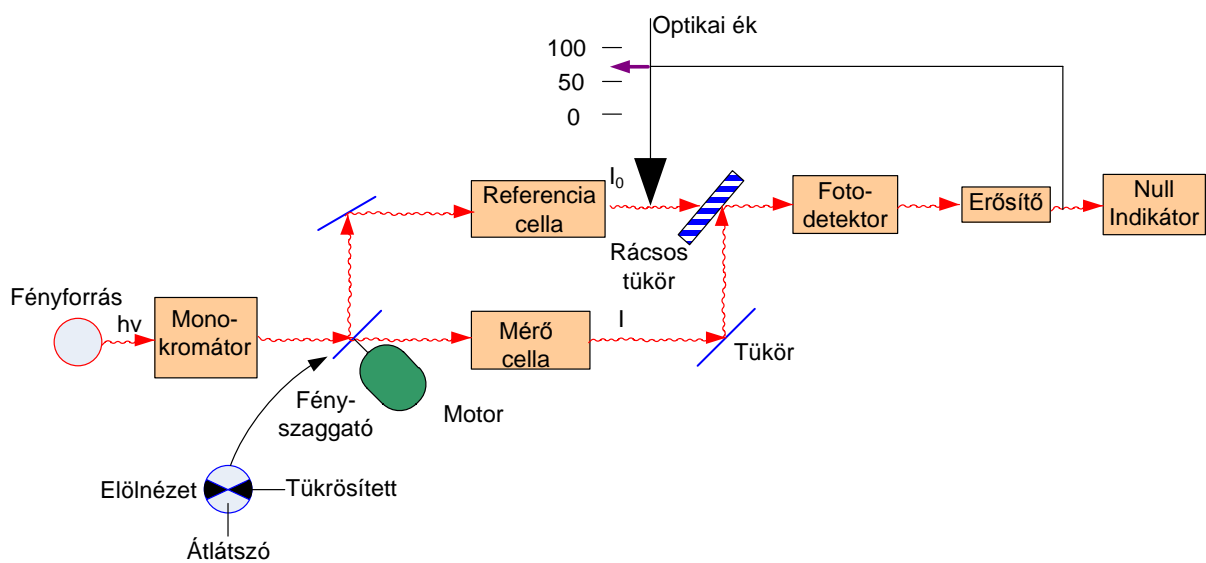 Optikai ék
100
50
0
Referencia
cella
I₀
Rácsos
tükör
Foto-
detektor
Erősítő
Null
Indikátor
Fényforrás
hν
Mono-
kromátor
Mérő
cella
I
Tükör
Fény-
szaggató
Motor
Elölnézet
Tükrösített
Átlátszó